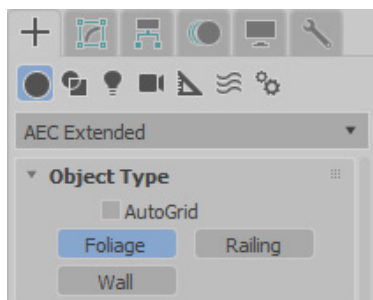 AEC Extended
Object Type
AutoGrid
Foliage Railing
Wall